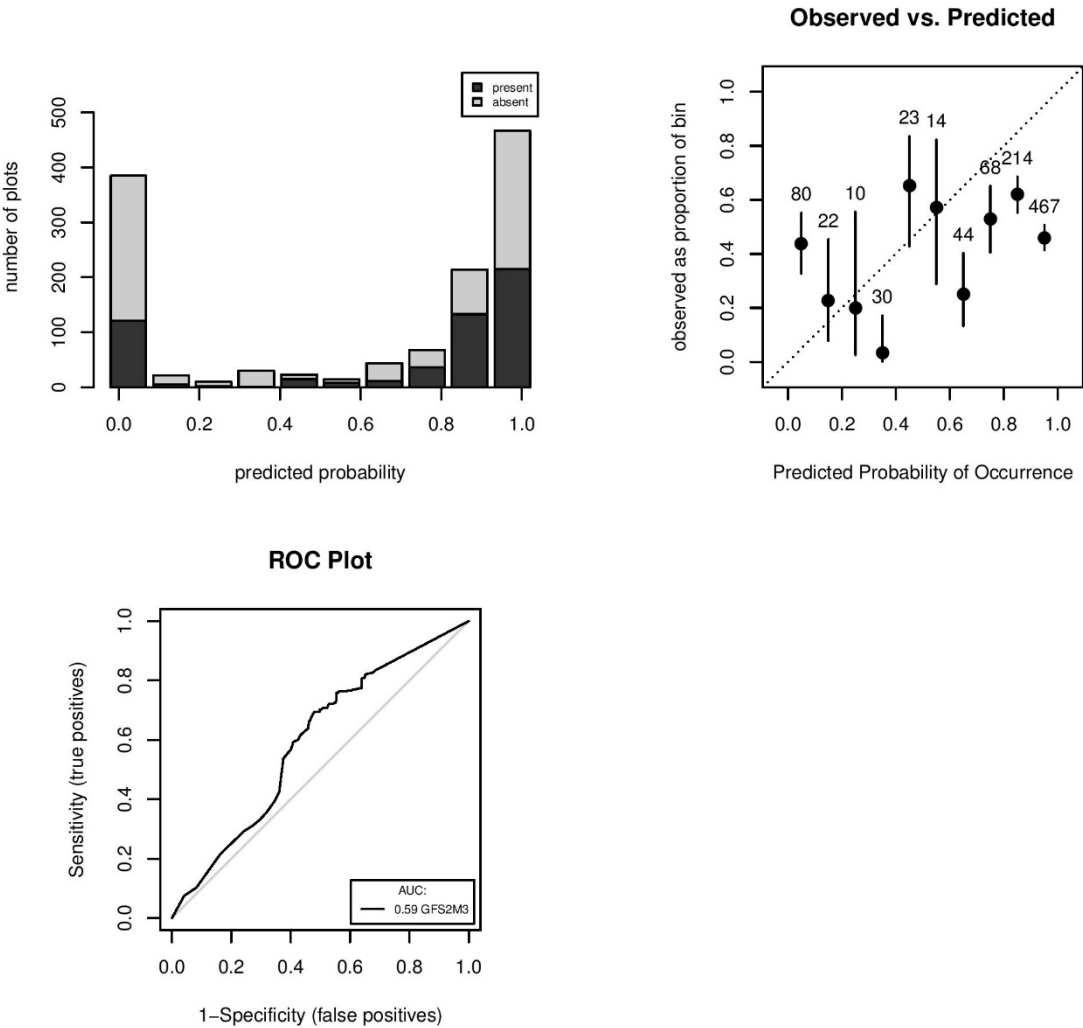 number of plots
500
400
300
200
100
0
present
absent
0.0 0.2 0.4 0.6 0.8 1.0
predicted probability
Observed vs. Predicted
observed as proportion of bin
1.0
0.8
0.6
0.4
0.2
0.0
80
22
10
30
23
14
44
68
214
467
0.0 0.2 0.4 0.6 0.8 1.0
Predicted Probability of Occurrence
ROC Plot
Sensitivity (true positives)
1.0
0.8
0.6
0.4
0.2
0.0
AUC:
0.59 GFS2M3
0.0 0.2 0.4 0.6 0.8 1.0
1−Specificity (false positives)